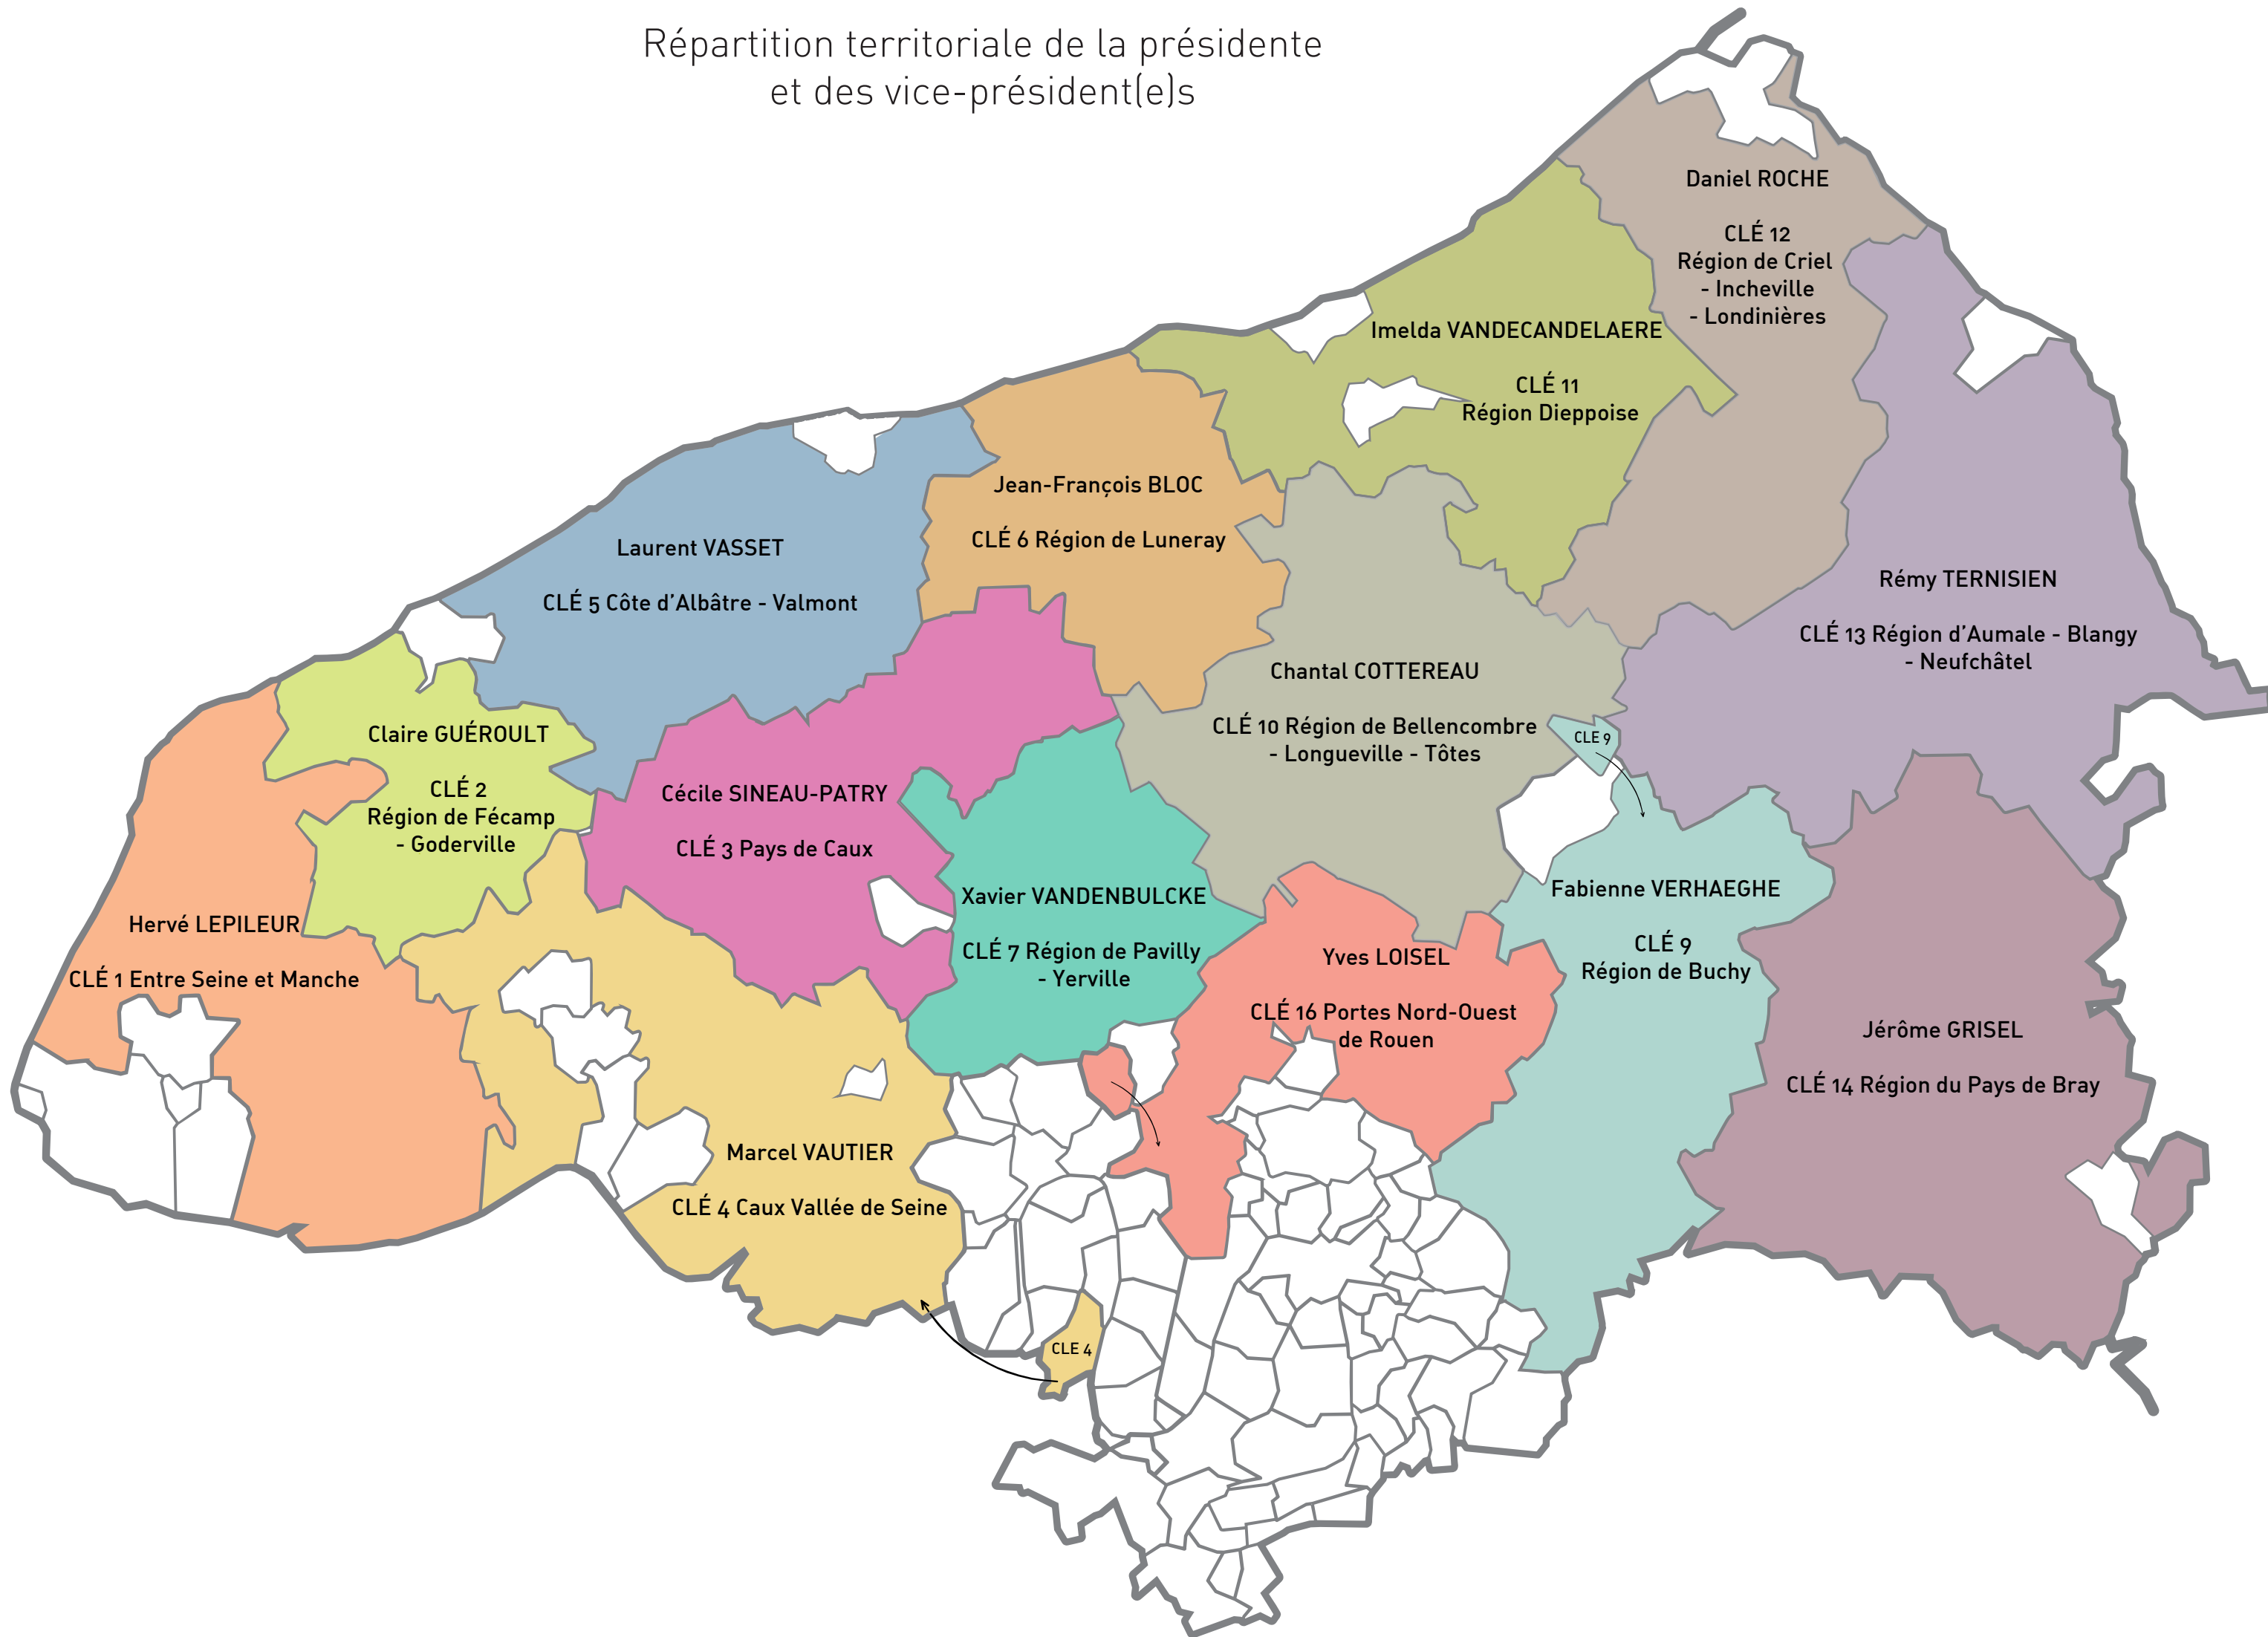 Répartition territoriale de la présidente
et des vice-président(e)s
Daniel ROCHE
CLÉ 12
Région de Criel
- Incheville
- Londinières
Imelda VANDECANDELAERE
CLÉ 11
Région Dieppoise
Jean-François BLOC
CLÉ 6 Région de Luneray
Laurent VASSET
CLÉ 5 Côte d’Albâtre - Valmont
Rémy TERNISIEN
CLÉ 13 Région d’Aumale - Blangy
- Neufchâtel
Chantal COTTEREAU
CLÉ 10 Région de Bellencombre
- Longueville - Tôtes
CLE 9
Claire GUÉROULT
CLÉ 2
Région de Fécamp
- Goderville
Cécile SINEAU-PATRY
CLÉ 3 Pays de Caux
Xavier VANDENBULCKE
CLÉ 7 Région de Pavilly
- Yerville
Fabienne VERHAEGHE
CLÉ 9
Région de Buchy
Hervé LEPILEUR
CLÉ 1 Entre Seine et Manche
Yves LOISEL
CLÉ 16 Portes Nord-Ouest
de Rouen
Jérôme GRISEL
CLÉ 14 Région du Pays de Bray
Marcel VAUTIER
CLÉ 4 Caux Vallée de Seine
CLE 4